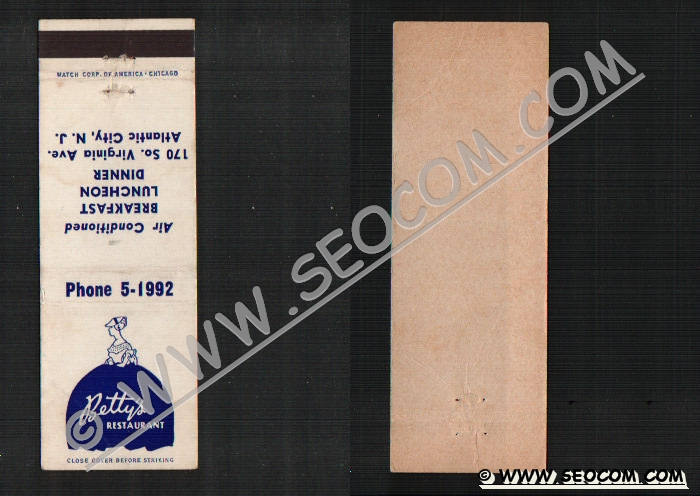 MATCH CORP. OF AMERICA · CHICAGO
Air Conditioned
BREAKFAST
LUNCHEON
DINNER
170 So. Virginia Ave.
Atlantic City, N. J.
Phone 5-1992
Betty's
RESTAURANT
CLOSE COVER BEFORE STRIKING
© WWW.SEOCOM.COM
© WWW.SEOCOM.COM